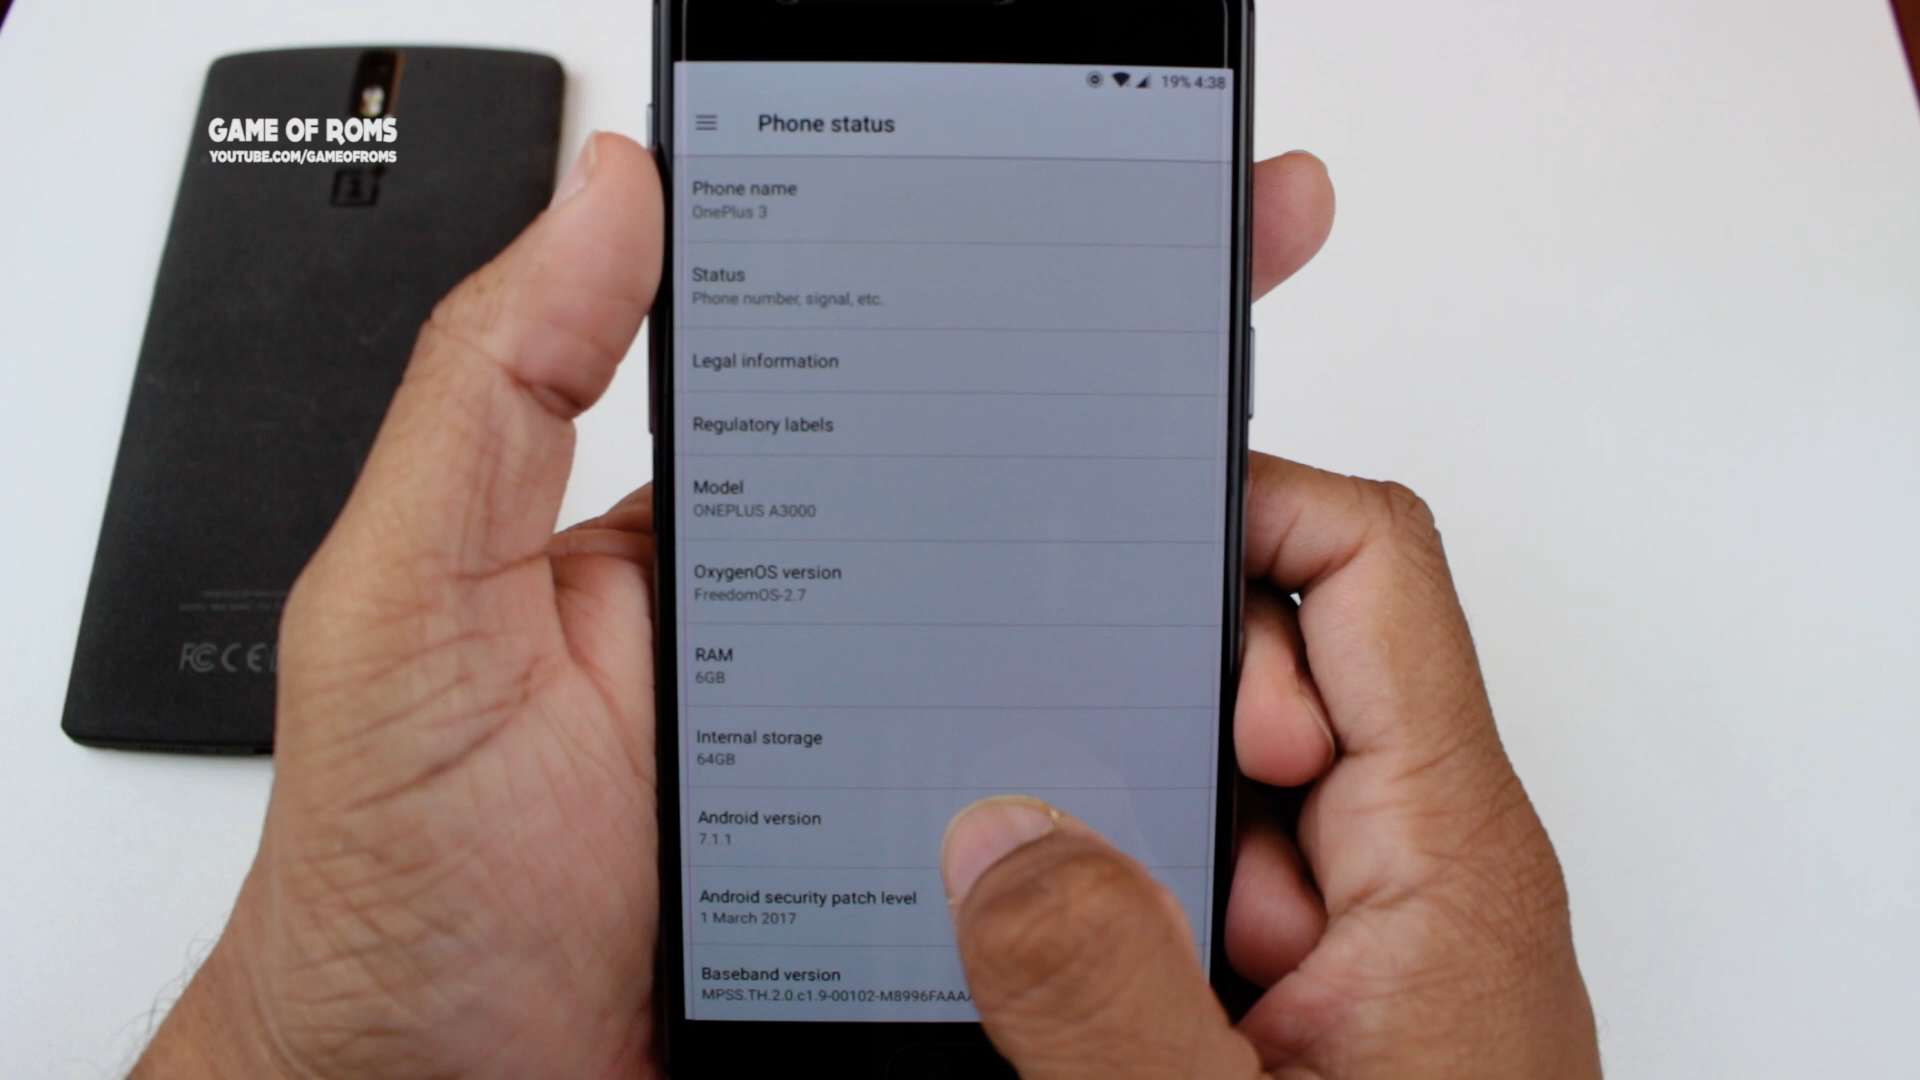 GAME OF ROMS
YOUTUBE.COM/GAMEOFROMS
19% 4:38
Phone status
Phone name
OnePlus 3
Status
Phone number, signal, etc.
Legal information
Regulatory labels
Model
ONEPLUS A3000
OxygenOS version
FreedomOS-2.7
RAM
6GB
Internal storage
64GB
Android version
7.1.1
Android security patch level
1 March 2017
Baseband version
MPSS.TH.2.0.c1.9-00102-M8996FAAA
FC CE